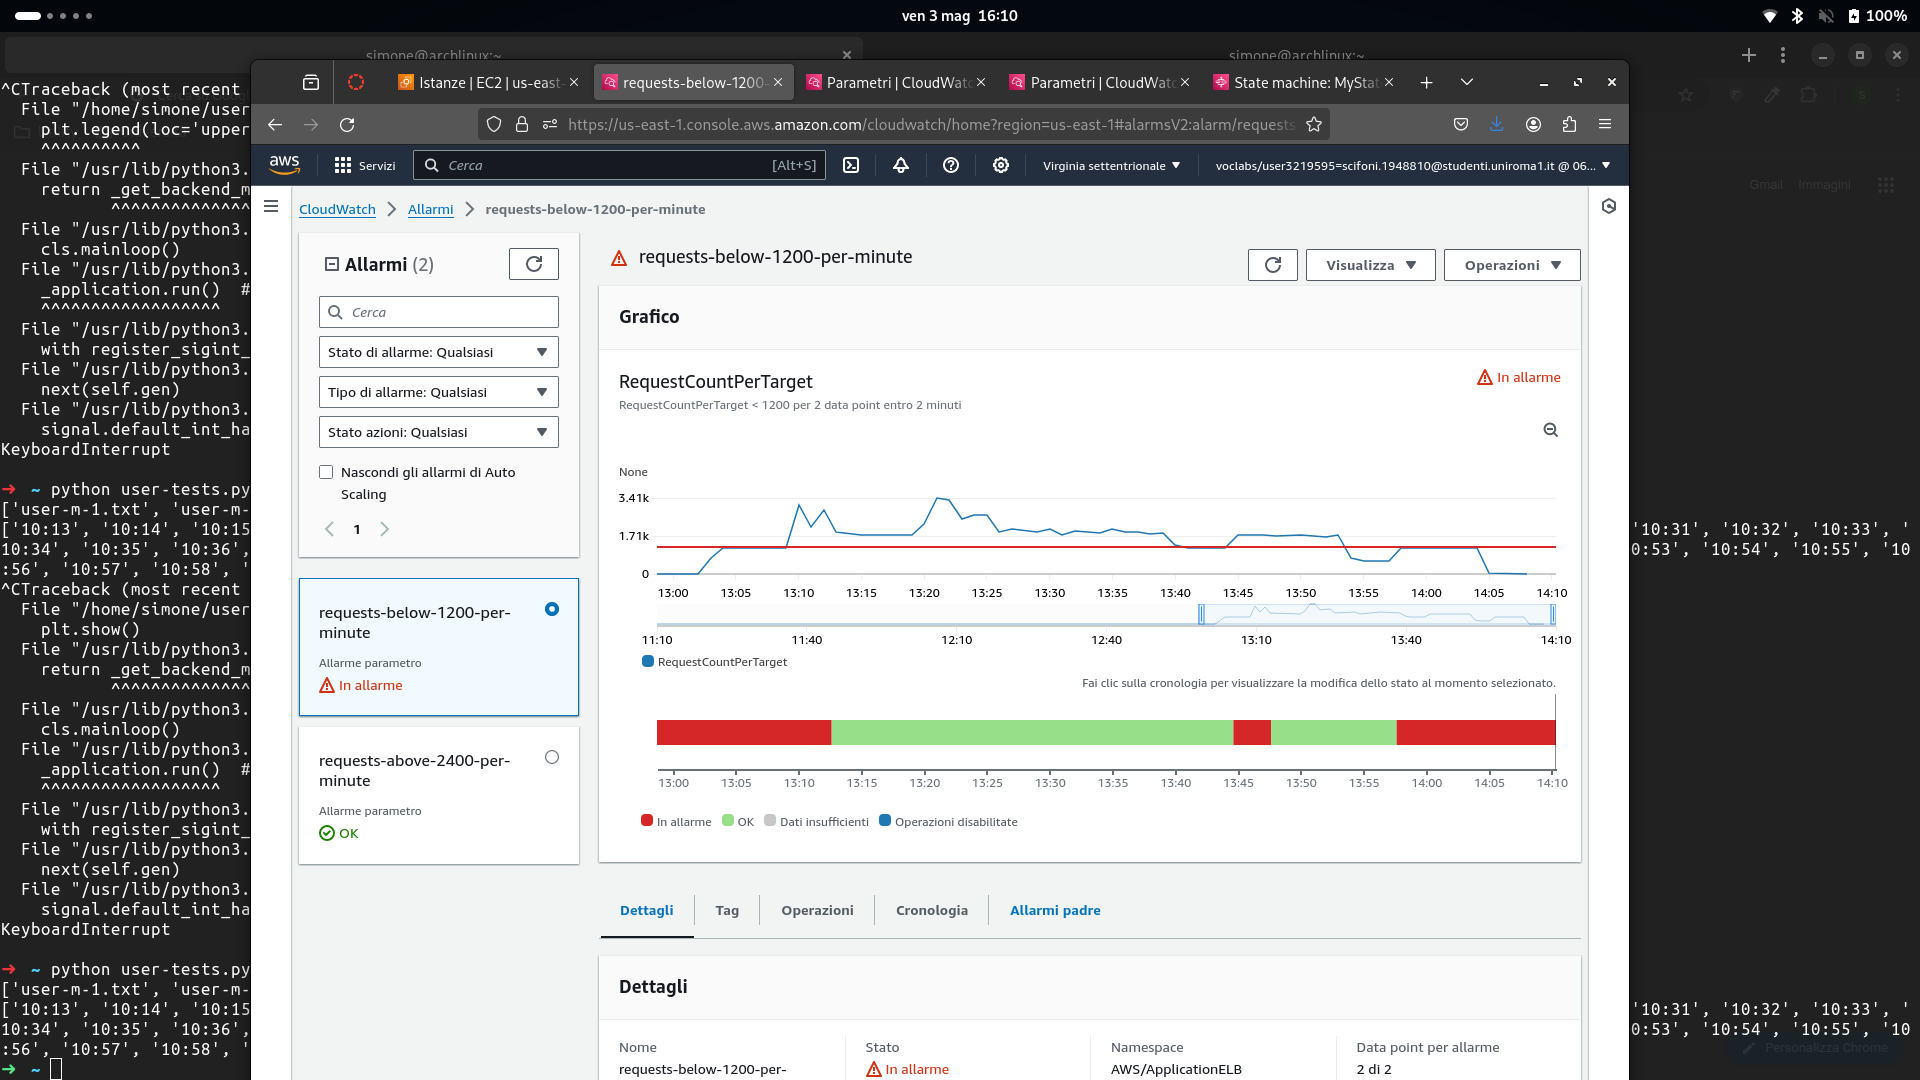 ven 3 mag 16:10
100%
simone@archlinux:~
simone@archlinux:~
Istanze | EC2 | us-east-
requests-below-1200-
Parametri | CloudWatc
Parametri | CloudWatc
State machine: MyStat
https://us-east-1.console.aws.amazon.com/cloudwatch/home?region=us-east-1#alarmsV2:alarm/requests
aws
Servizi
Cerca
[Alt+S]
Virginia settentrionale
voclabs/user3219595=scifoni.1948810@studenti.uniroma1.it @ 06...
Gmail
Immagini
^CTraceback (most recent
File "/home/simone/user
plt.legend(loc='upper
^^^^^^^^^^
File "/usr/lib/python3.
return _get_backend_m
^^^^^^^^^^^^^^
File "/usr/lib/python3.
cls.mainloop()
File "/usr/lib/python3.
_application.run() #
^^^^^^^^^^^^^^^^^^
File "/usr/lib/python3.
with register_sigint_
File "/usr/lib/python3.
next(self.gen)
File "/usr/lib/python3.
signal.default_int_ha
KeyboardInterrupt
➜ ~ python user-tests.py
['user-m-1.txt', 'user-m-
['10:13', '10:14', '10:15
10:34', '10:35', '10:36',
:56', '10:57', '10:58', '
^CTraceback (most recent
File "/home/simone/user
plt.show()
File "/usr/lib/python3.
return _get_backend_m
^^^^^^^^^^^^^^
File "/usr/lib/python3.
cls.mainloop()
File "/usr/lib/python3.
_application.run() #
^^^^^^^^^^^^^^^^^^
File "/usr/lib/python3.
with register_sigint_
File "/usr/lib/python3.
next(self.gen)
File "/usr/lib/python3.
signal.default_int_ha
KeyboardInterrupt
➜ ~ python user-tests.py
['user-m-1.txt', 'user-m-
['10:13', '10:14', '10:15
10:34', '10:35', '10:36',
:56', '10:57', '10:58', '
➜ ~
CloudWatch
Allarmi
requests-below-1200-per-minute
Allarmi (2)
Cerca
Stato di allarme: Qualsiasi
Tipo di allarme: Qualsiasi
Stato azioni: Qualsiasi
Nascondi gli allarmi di Auto
Scaling
1
requests-below-1200-per-
minute
Allarme parametro
In allarme
requests-above-2400-per-
minute
Allarme parametro
OK
requests-below-1200-per-minute
Visualizza
Operazioni
Grafico
RequestCountPerTarget
In allarme
RequestCountPerTarget < 1200 per 2 data point entro 2 minuti
None
3.41k
1.71k
0
13:00 13:05 13:10 13:15 13:20 13:25 13:30 13:35 13:40 13:45 13:50 13:55 14:00 14:05 14:10
11:10 11:40 12:10 12:40 13:10 13:40 14:10
RequestCountPerTarget
Fai clic sulla cronologia per visualizzare la modifica dello stato al momento selezionato.
13:00 13:05 13:10 13:15 13:20 13:25 13:30 13:35 13:40 13:45 13:50 13:55 14:00 14:05 14:10
In allarme OK Dati insufficienti Operazioni disabilitate
Dettagli
Tag
Operazioni
Cronologia
Allarmi padre
Dettagli
Nome
requests-below-1200-per-
Stato
In allarme
Namespace
AWS/ApplicationELB
Data point per allarme
2 di 2
'10:31', '10:32', '10:33', '
0:53', '10:54', '10:55', '10
'10:31', '10:32', '10:33', '
0:53', '10:54', '10:55', '10
Personalizza Chrome